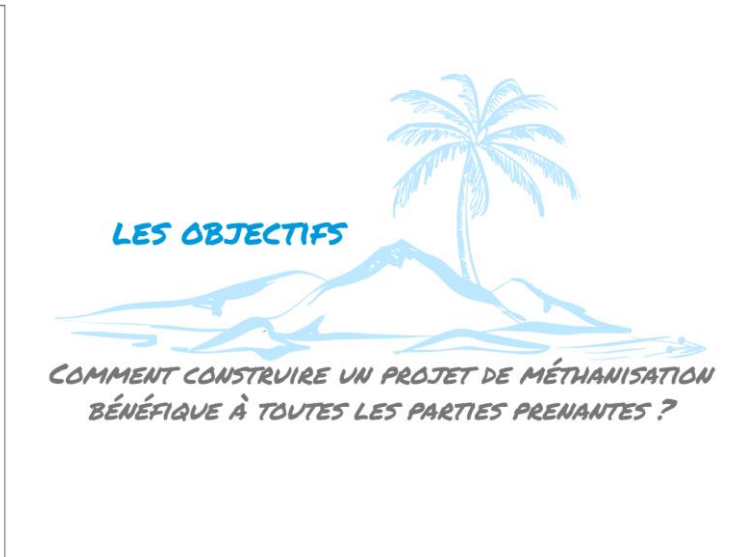 LES OBJECTIFS
COMMENT CONSTRUIRE UN PROJET DE MÉTHANISATION
BÉNÉFIQUE À TOUTES LES PARTIES PRENANTES ?